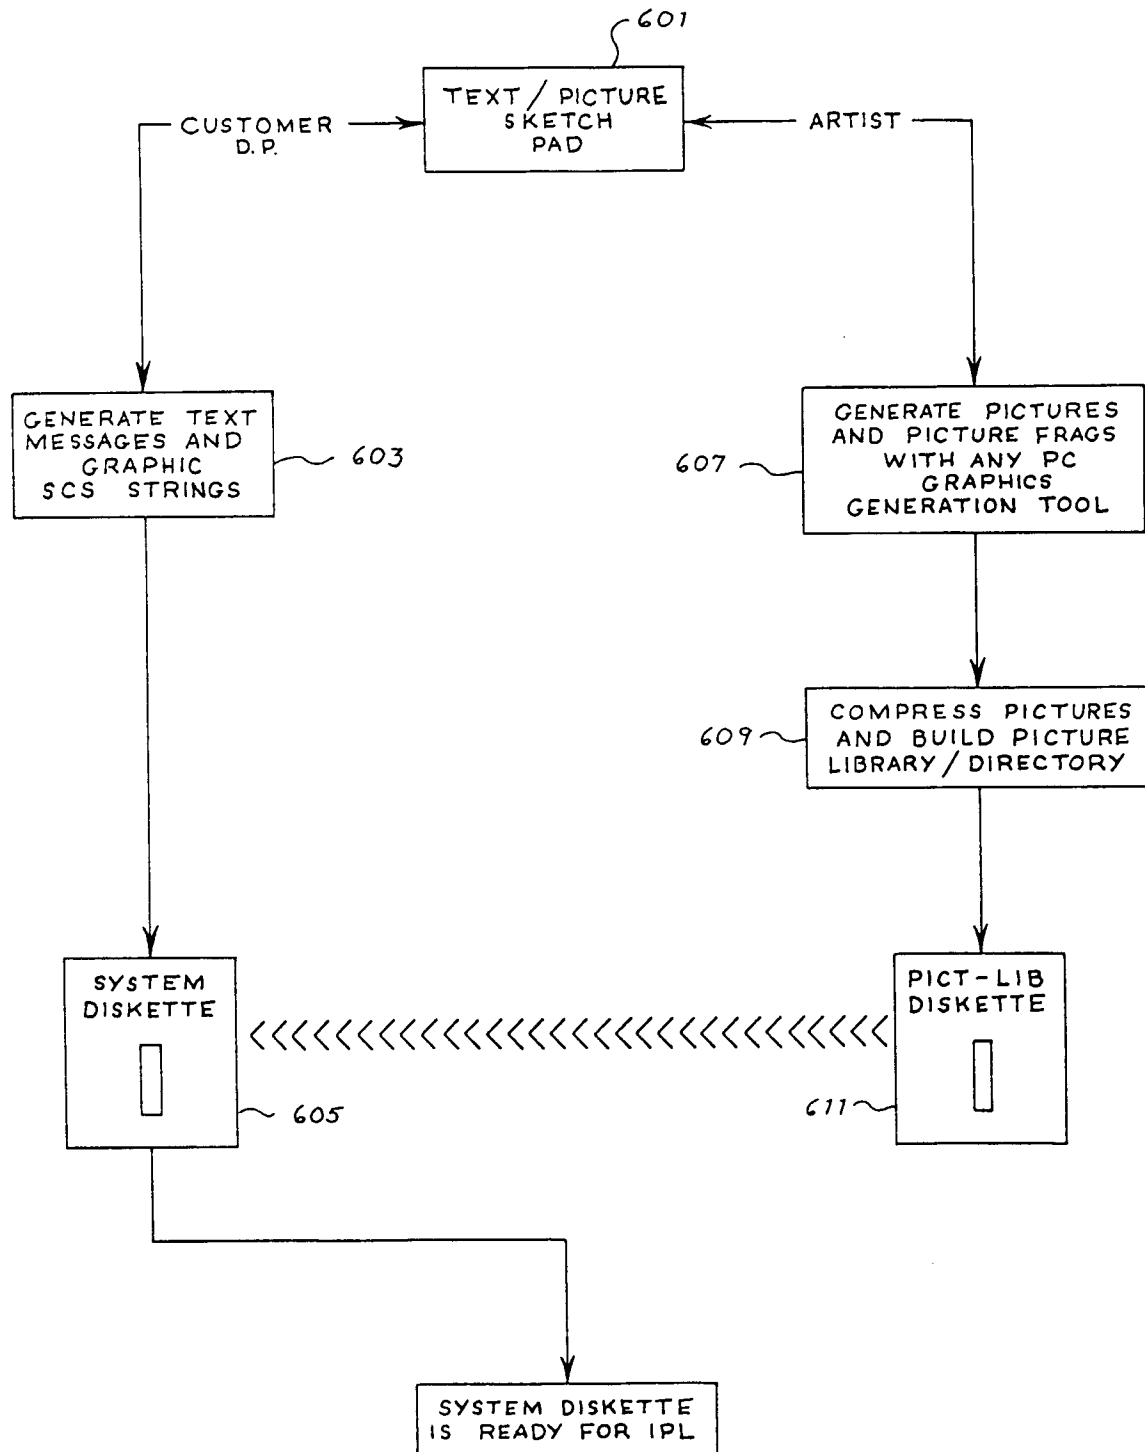 601
TEXT / PICTURE
SKETCH
PAD
CUSTOMER
D.P.
ARTIST
GENERATE TEXT
MESSAGES AND
GRAPHIC
SCS STRINGS
603
607
GENERATE PICTURES
AND PICTURE FRAGS
WITH ANY PC
GRAPHICS
GENERATION TOOL
609
COMPRESS PICTURES
AND BUILD PICTURE
LIBRARY / DIRECTORY
SYSTEM
DISKETTE
605
PICT-LIB
DISKETTE
611
SYSTEM DISKETTE
IS READY FOR IPL